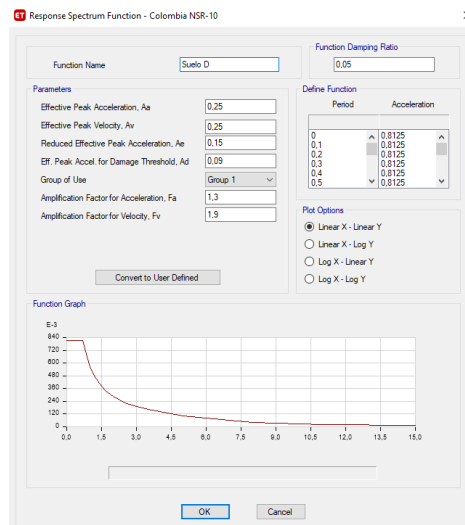 ET Response Spectrum Function - Colombia NSR-10
Function Name
Suelo D
Function Damping Ratio
0,05
Parameters
Effective Peak Acceleration, Aa 0,25
Effective Peak Velocity, Av 0,25
Reduced Effective Peak Acceleration, Ae 0,15
Eff. Peak Accel. for Damage Threshold, Ad 0,09
Group of Use Group 1
Amplification Factor for Acceleration, Fa 1,3
Amplification Factor for Velocity, Fv 1,9
Convert to User Defined
Define Function
Period Acceleration
0 0,8125
0,1 0,8125
0,2 0,8125
0,3 0,8125
0,4 0,8125
0,5 0,8125
Plot Options
Linear X - Linear Y
Linear X - Log Y
Log X - Linear Y
Log X - Log Y
Function Graph
E-3
840
720
600
480
360
240
120
0
0,0 1,5 3,0 4,5 6,0 7,5 9,0 10,5 12,0 13,5 15,0
OK Cancel